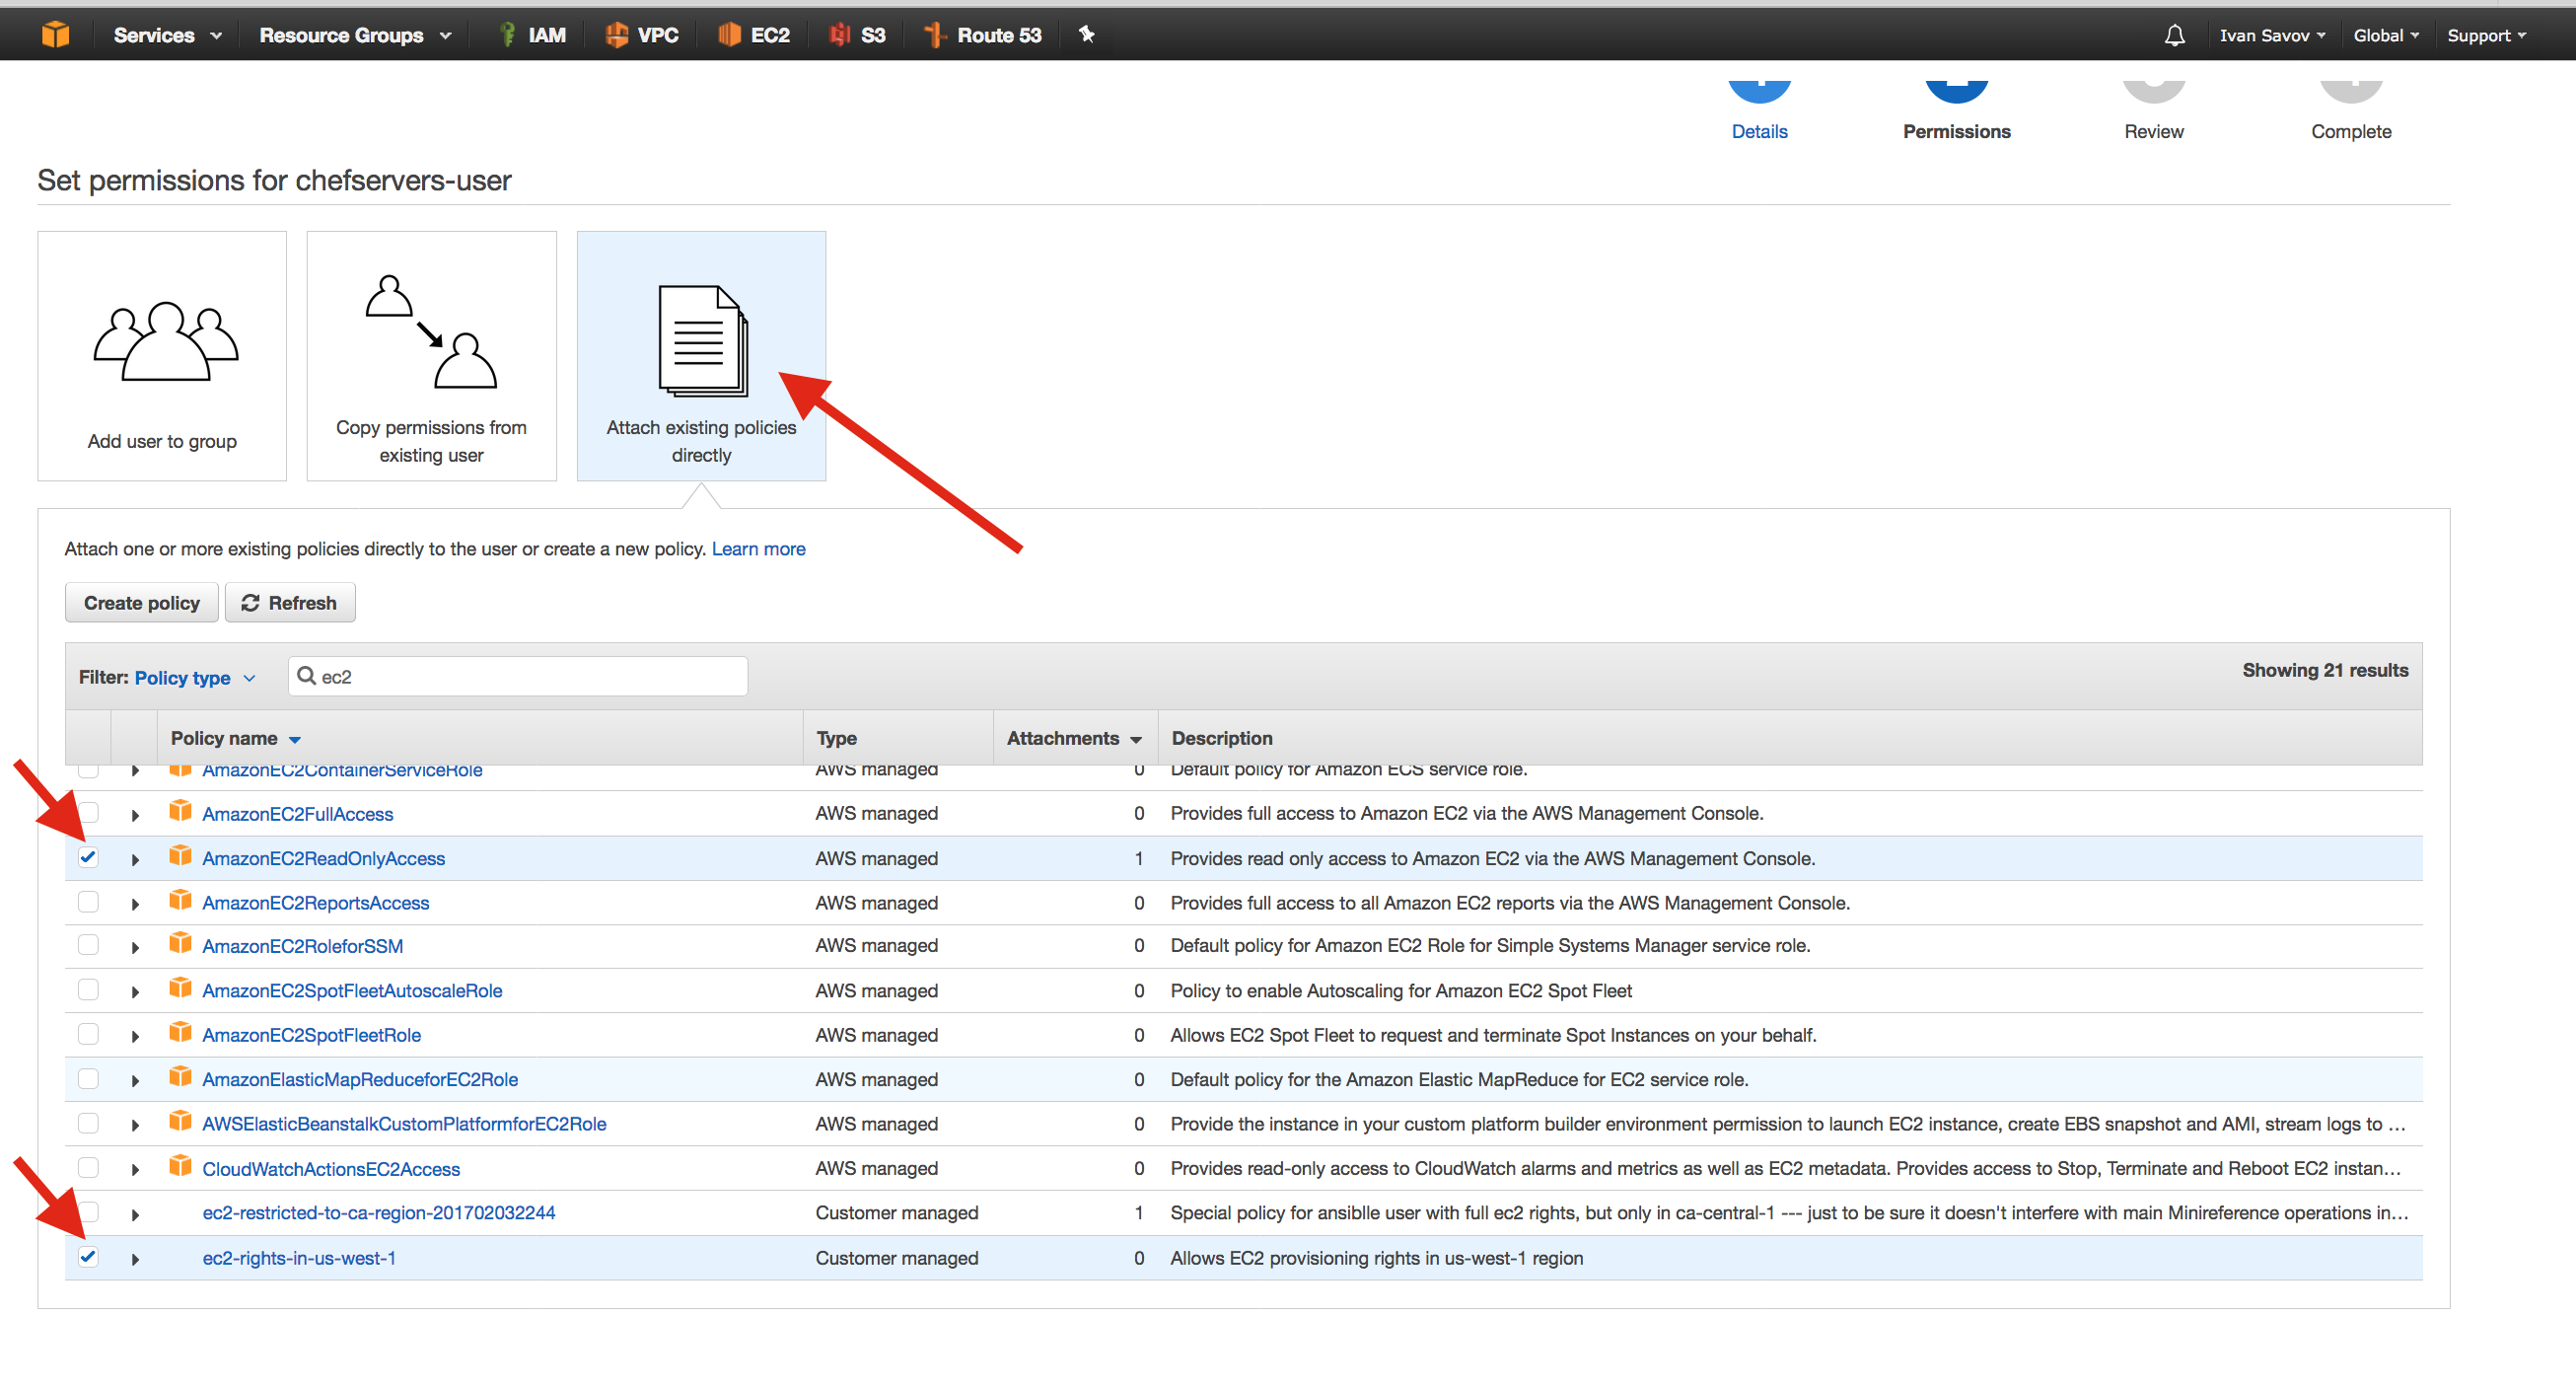 Services Resource Groups IAM VPC EC2 S3 Route 53 Ivan Savov Global Support
Details Permissions Review Complete
Set permissions for chefservers-user
Add user to group
Copy permissions from
existing user
Attach existing policies
directly
Attach one or more existing policies directly to the user or create a new policy. Learn more
Create policy Refresh
Filter: Policy type ec2 Showing 21 results
Policy name Type Attachments Description
AmazonEC2ContainerServiceRole AWS managed 0 Default policy for Amazon ECS service role.
AmazonEC2FullAccess AWS managed 0 Provides full access to Amazon EC2 via the AWS Management Console.
AmazonEC2ReadOnlyAccess AWS managed 1 Provides read only access to Amazon EC2 via the AWS Management Console.
AmazonEC2ReportsAccess AWS managed 0 Provides full access to all Amazon EC2 reports via the AWS Management Console.
AmazonEC2RoleforSSM AWS managed 0 Default policy for Amazon EC2 Role for Simple Systems Manager service role.
AmazonEC2SpotFleetAutoscaleRole AWS managed 0 Policy to enable Autoscaling for Amazon EC2 Spot Fleet
AmazonEC2SpotFleetRole AWS managed 0 Allows EC2 Spot Fleet to request and terminate Spot Instances on your behalf.
AmazonElasticMapReduceforEC2Role AWS managed 0 Default policy for the Amazon Elastic MapReduce for EC2 service role.
AWSElasticBeanstalkCustomPlatformforEC2Role AWS managed 0 Provide the instance in your custom platform builder environment permission to launch EC2 instance, create EBS snapshot and AMI, stream logs to ...
CloudWatchActionsEC2Access AWS managed 0 Provides read-only access to CloudWatch alarms and metrics as well as EC2 metadata. Provides access to Stop, Terminate and Reboot EC2 instan...
ec2-restricted-to-ca-region-201702032244 Customer managed 1 Special policy for ansiblle user with full ec2 rights, but only in ca-central-1 --- just to be sure it doesn't interfere with main Minireference operations in...
ec2-rights-in-us-west-1 Customer managed 0 Allows EC2 provisioning rights in us-west-1 region